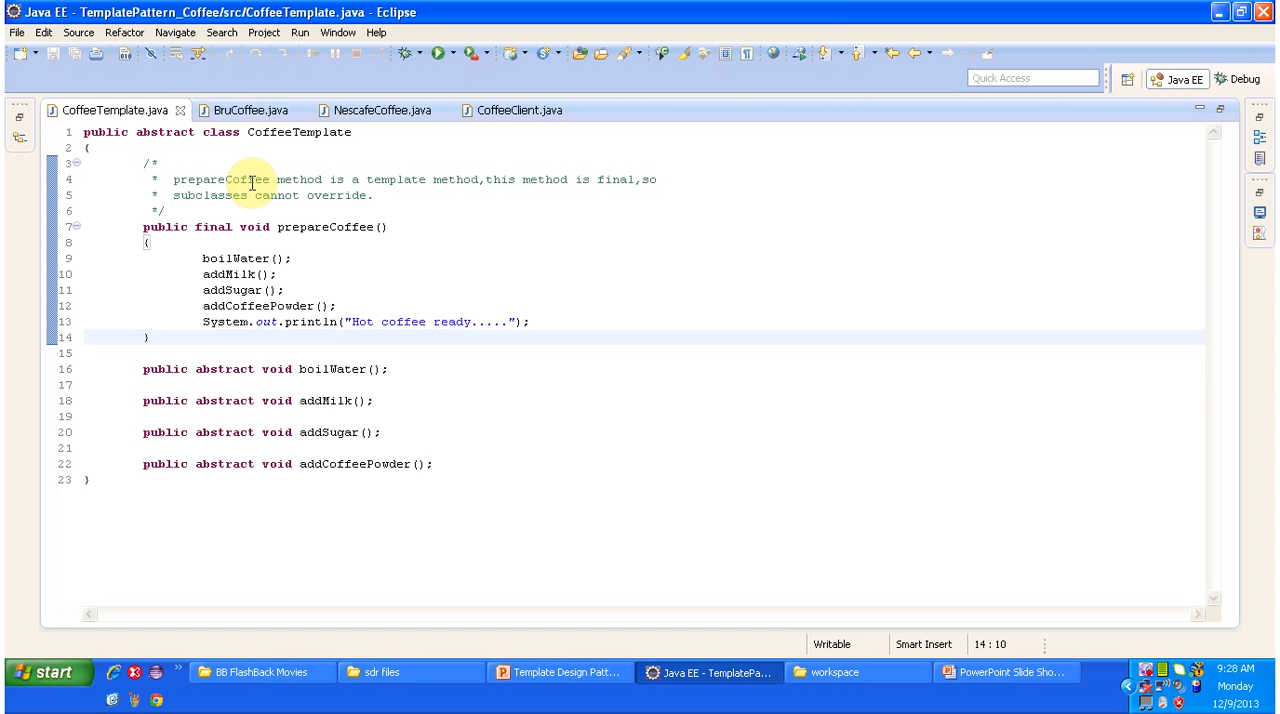 Java EE - TemplatePattern_Coffee/src/CoffeeTemplate.java - Eclipse
File Edit Source Refactor Navigate Search Project Run Window Help
Quick Access Java EE Debug
CoffeeTemplate.java BruCoffee.java NescafeCoffee.java CoffeeClient.java
1 public abstract class CoffeeTemplate
2 {
3 /*
4 * prepareCoffee method is a template method,this method is final,so
5 * subclasses cannot override.
6 */
7 public final void prepareCoffee()
8 {
9 boilWater();
10 addMilk();
11 addSugar();
12 addCoffeePowder();
13 System.out.println("Hot coffee ready.....");
14 }
15
16 public abstract void boilWater();
17
18 public abstract void addMilk();
19
20 public abstract void addSugar();
21
22 public abstract void addCoffeePowder();
23 }
Writable Smart Insert 14 : 10
start BB FlashBack Movies sdr files Template Design Patt... Java EE - TemplatePa... workspace PowerPoint Slide Sho... 9:28 AM
Monday
12/9/2013